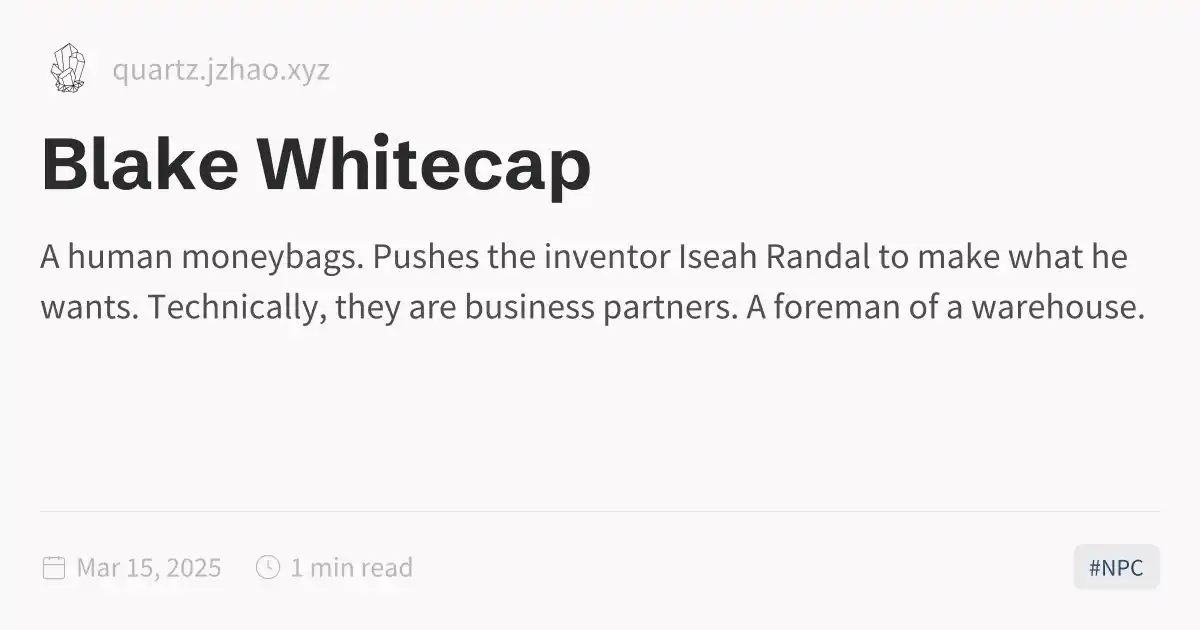 quartz.jzhao.xyz
Blake Whitecap
A human moneybags. Pushes the inventor Iseah Randal to make what he
wants. Technically, they are business partners. A foreman of a warehouse.
Mar 15, 2025 1 min read
#NPC